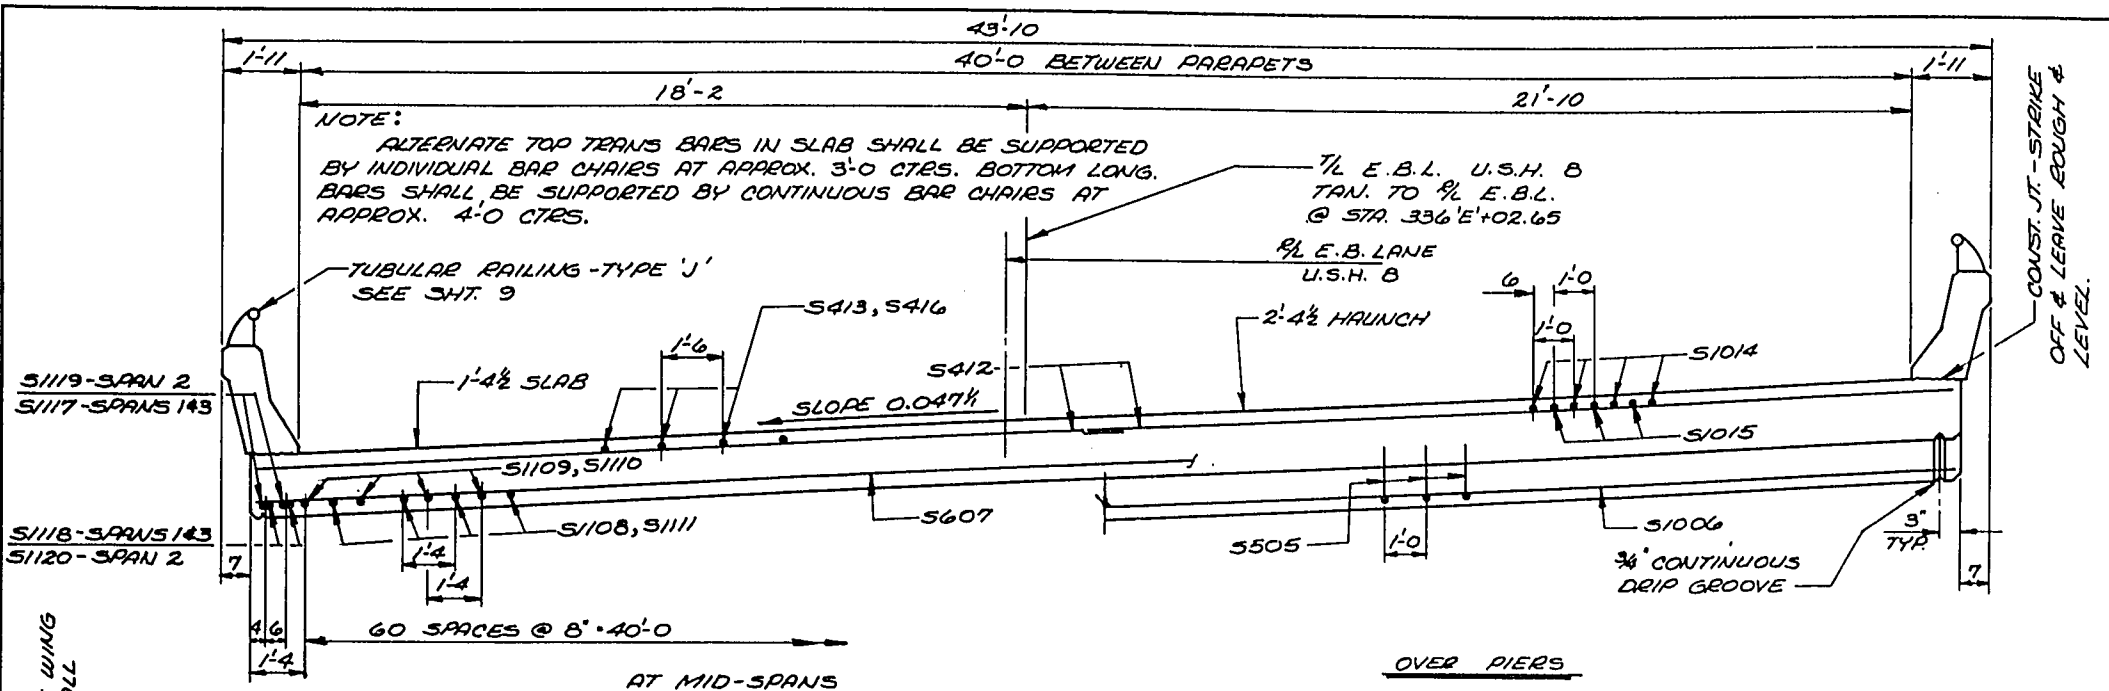 43'-10
1'-11
40'-0 BETWEEN PARAPETS
1'-11
18'-2
21'-10
NOTE:
ALTERNATE TOP TRANS BARS IN SLAB SHALL BE SUPPORTED
BY INDIVIDUAL BAR CHAIRS AT APPROX. 3'-0 CTRS. BOTTOM LONG.
BARS SHALL BE SUPPORTED BY CONTINUOUS BAR CHAIRS AT
APPROX. 4'-0 CTRS.
T/L E.B.L. U.S.H. 8
TAN. TO R/L E.B.L.
@ STA. 336'E'+02.65
R/L E.B. LANE
U.S.H. 8
CONST. JT. - STRIKE
OFF & LEAVE ROUGH &
LEVEL.
TUBULAR RAILING - TYPE 'J'
SEE SHT. 9
S413, S416
2'-4½ HAUNCH
6
1'-0
1'-0
S1014
1'-6
S412
1'-4½ SLAB
SLOPE 0.047'/1
S1119-SPAN 2
S1117-SPANS 1&3
S1015
S1109, S1110
S1108, S1111
S607
S505
1'-0
S1006
3"
TYP.
¾" CONTINUOUS
DRIP GROOVE
7
S1118-SPANS 1&3
S1120-SPAN 2
7
1'-4
1'-4
4
6
60 SPACES @ 8" = 40'-0
1'-4
WING
AT MID-SPANS
OVER PIERS